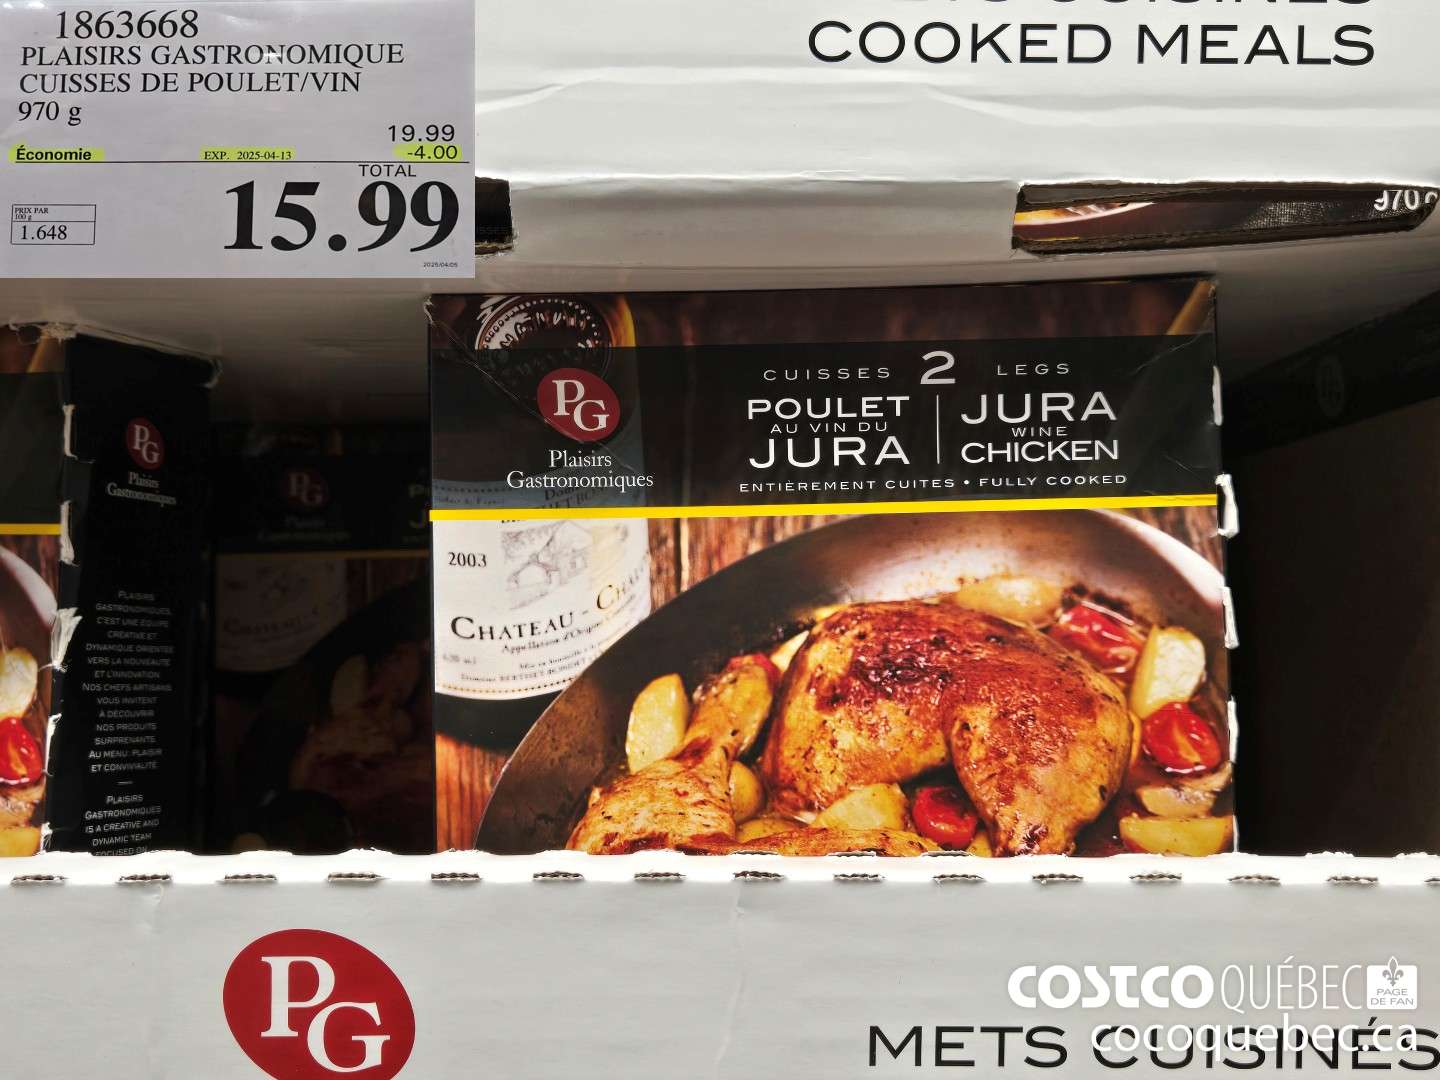 COOKED MEALS
1863668
PLAISIRS GASTRONOMIQUE
CUISSES DE POULET/VIN
970 g
19.99
Économie EXP. 2025-04-13 -4.00
TOTAL
15.99
PRIX PAR
100 g
1.648
2025/04/05
970 g
CUISSES 2 LEGS
POULET
AU VIN DU
JURA
JURA
WINE
CHICKEN
ENTIÈREMENT CUITES • FULLY COOKED
PG
Plaisirs
Gastronomiques
2003
CHATEAU - CHA
PG
Plaisirs
Gastronomiques
PLAISIRS
GASTRONOMIQUES,
C'EST UNE ÉQUIPE
CRÉATIVE ET
DYNAMIQUE ORIENTÉE
VERS LA NOUVEAUTÉ
ET L'INNOVATION.
NOS CHEFS ARTISANS
VOUS INVITENT
À DÉCOUVRIR
NOS PRODUITS
SURPRENANTS.
AU MENU: PLAISIR
ET CONVIVIALITÉ
PLAISIRS
GASTRONOMIQUES
IS A CREATIVE AND
DYNAMIC TEAM
FOCUSED ON
PG
METS CUISINÉS
COSTCO QUÉBEC PAGE DE FAN
cocoquebec.ca